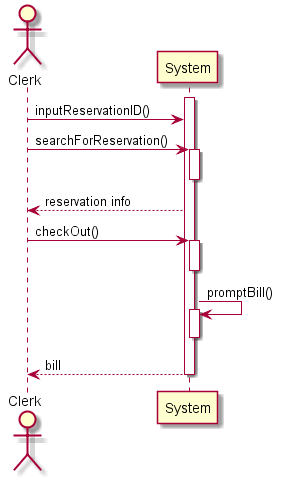 Clerk
System
inputReservationID()
searchForReservation()
reservation info
checkOut()
promptBill()
bill
Clerk
System